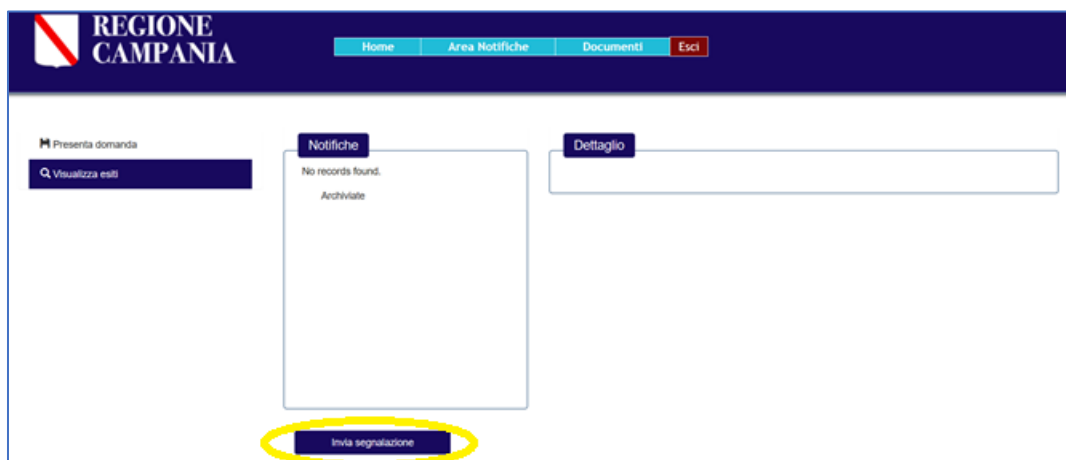 REGIONE
CAMPANIA
Home Area Notifiche Documenti Esci
Presenta domanda
Visualizza esiti
Notifiche
No records found.
Archiviate
Dettaglio
Invia segnalazione